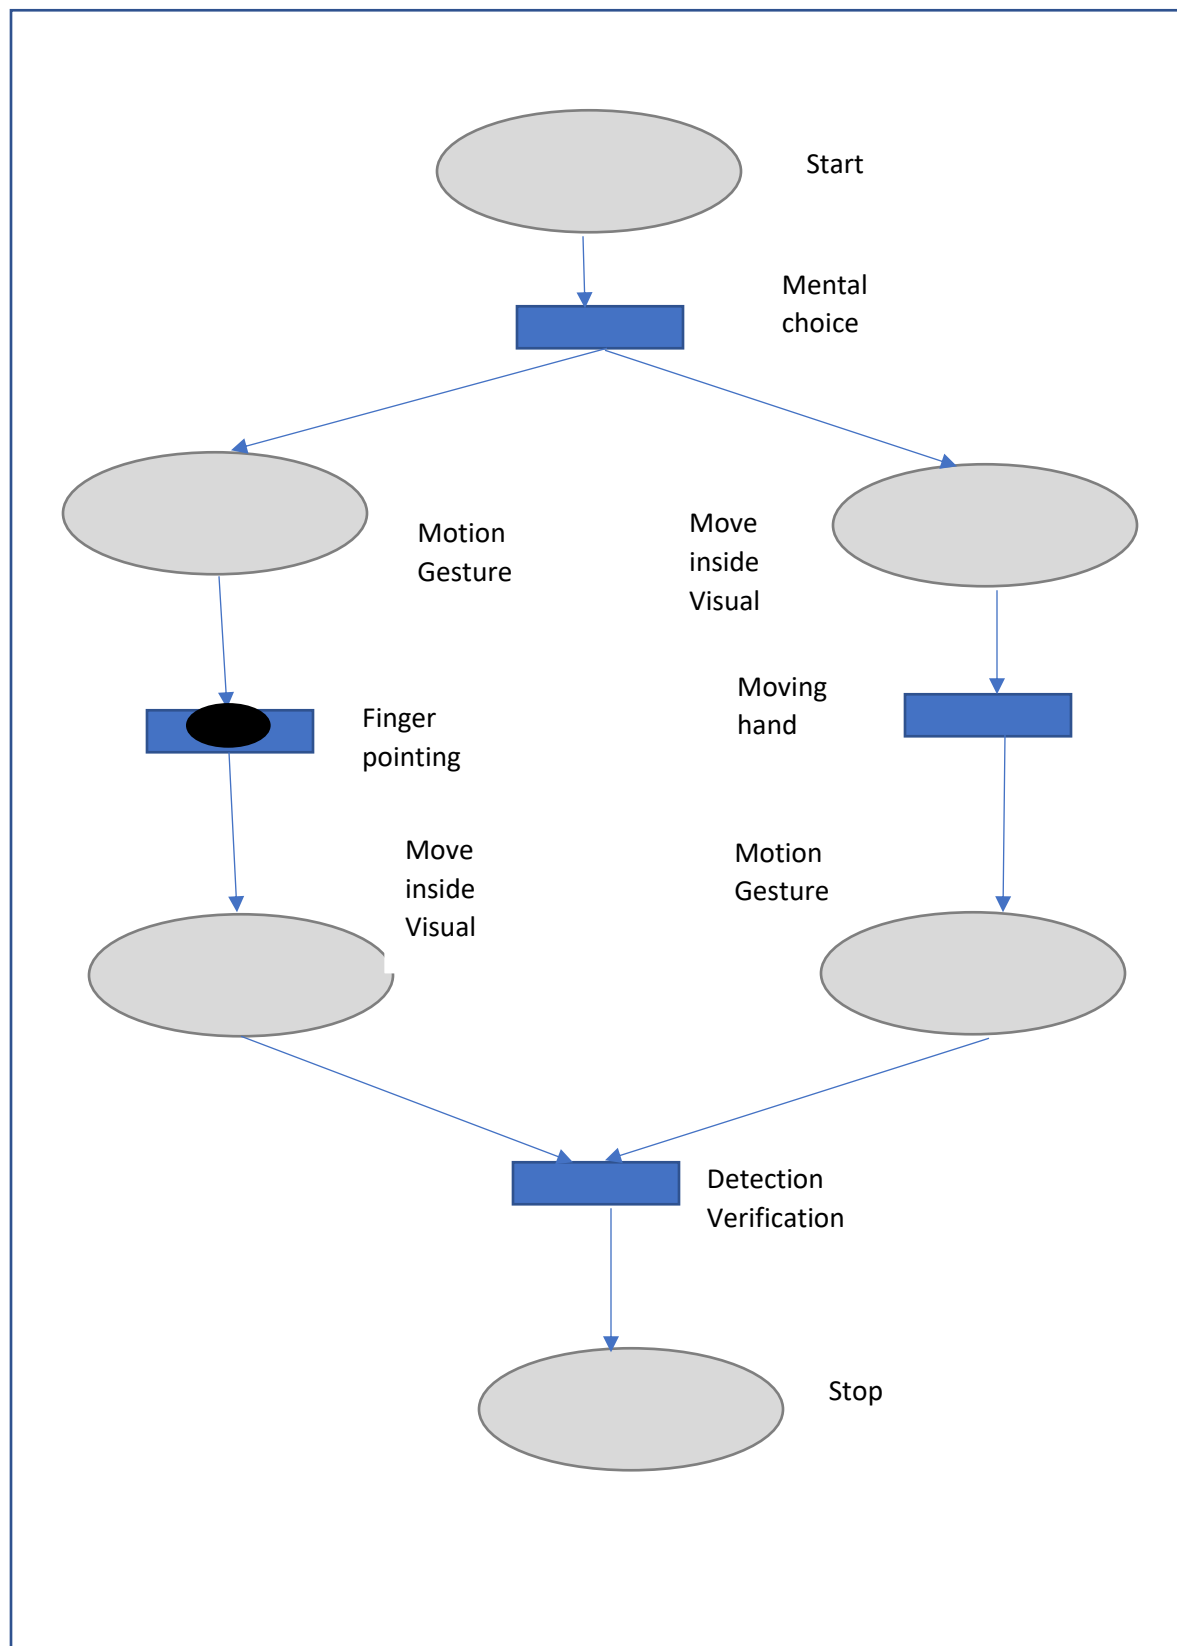 Start
Mental
choice
Motion
Gesture
Move
inside
Visual
Finger
pointing
Moving
hand
Move
inside
Visual
Motion
Gesture
Detection
Verification
Stop